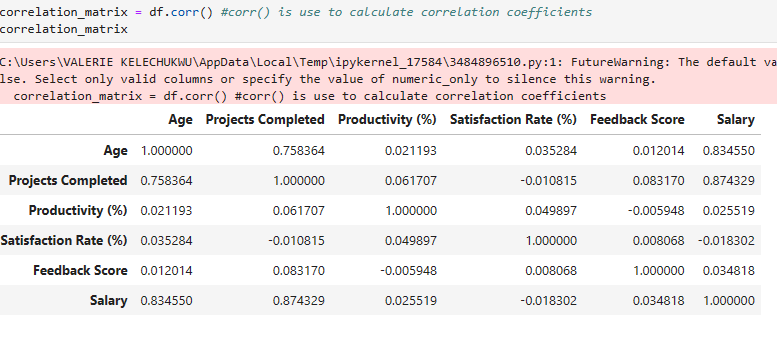 correlation_matrix = df.corr() #corr() is use to calculate correlation coefficients
correlation_matrix
C:\Users\VALERIE KELECHUKWU\AppData\Local\Temp\ipykernel_17584\3484896510.py:1: FutureWarning: The default va
lse. Select only valid columns or specify the value of numeric_only to silence this warning.
correlation_matrix = df.corr() #corr() is use to calculate correlation coefficients
Age Projects Completed Productivity (%) Satisfaction Rate (%) Feedback Score Salary
Age 1.000000 0.758364 0.021193 0.035284 0.012014 0.834550
Projects Completed 0.758364 1.000000 0.061707 -0.010815 0.083170 0.874329
Productivity (%) 0.021193 0.061707 1.000000 0.049897 -0.005948 0.025519
Satisfaction Rate (%) 0.035284 -0.010815 0.049897 1.000000 0.008068 -0.018302
Feedback Score 0.012014 0.083170 -0.005948 0.008068 1.000000 0.034818
Salary 0.834550 0.874329 0.025519 -0.018302 0.034818 1.000000